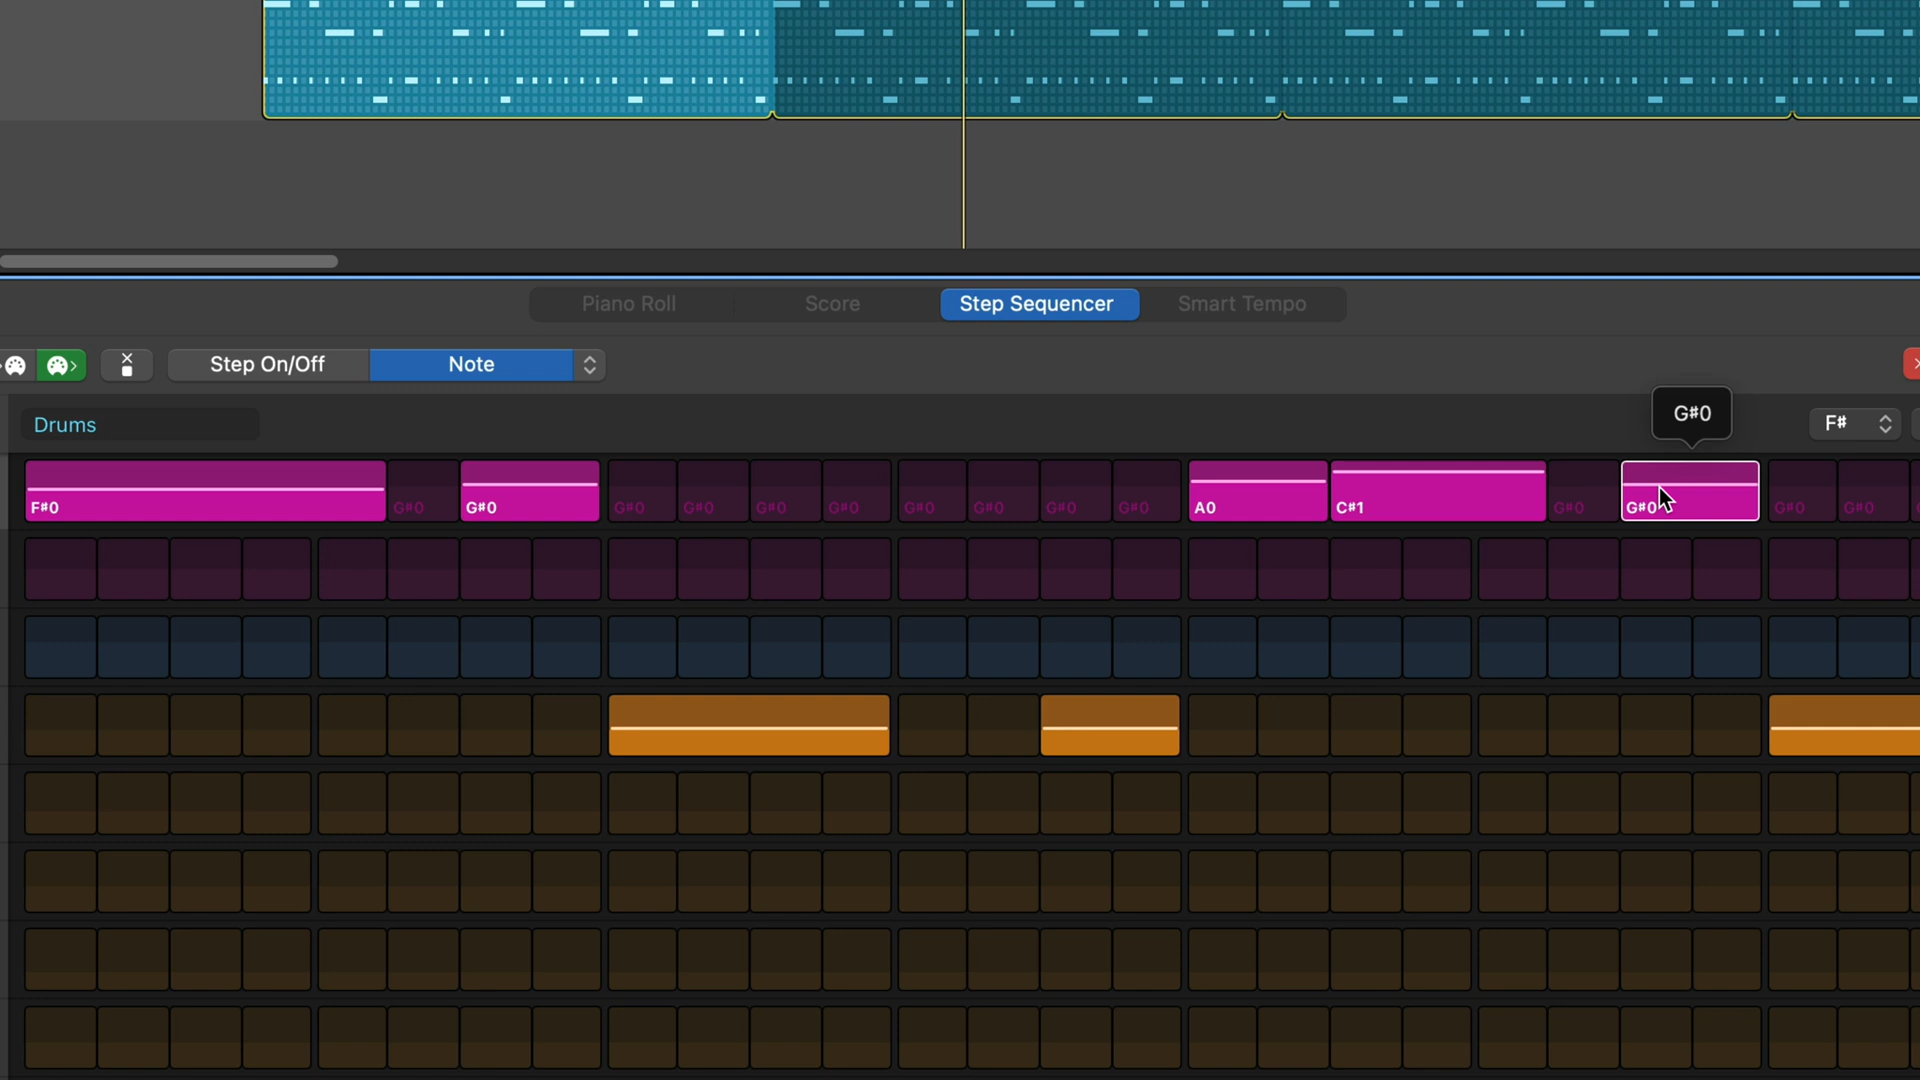 Piano Roll Score Step Sequencer Smart Tempo
Step On/Off Note
G♯0
Drums F♯
F♯0 G♯0 G♯0 G♯0 G♯0 G♯0 G♯0 G♯0 G♯0 G♯0 G♯0 A0 C♯1 G♯0 G♯0 G♯0 G♯0